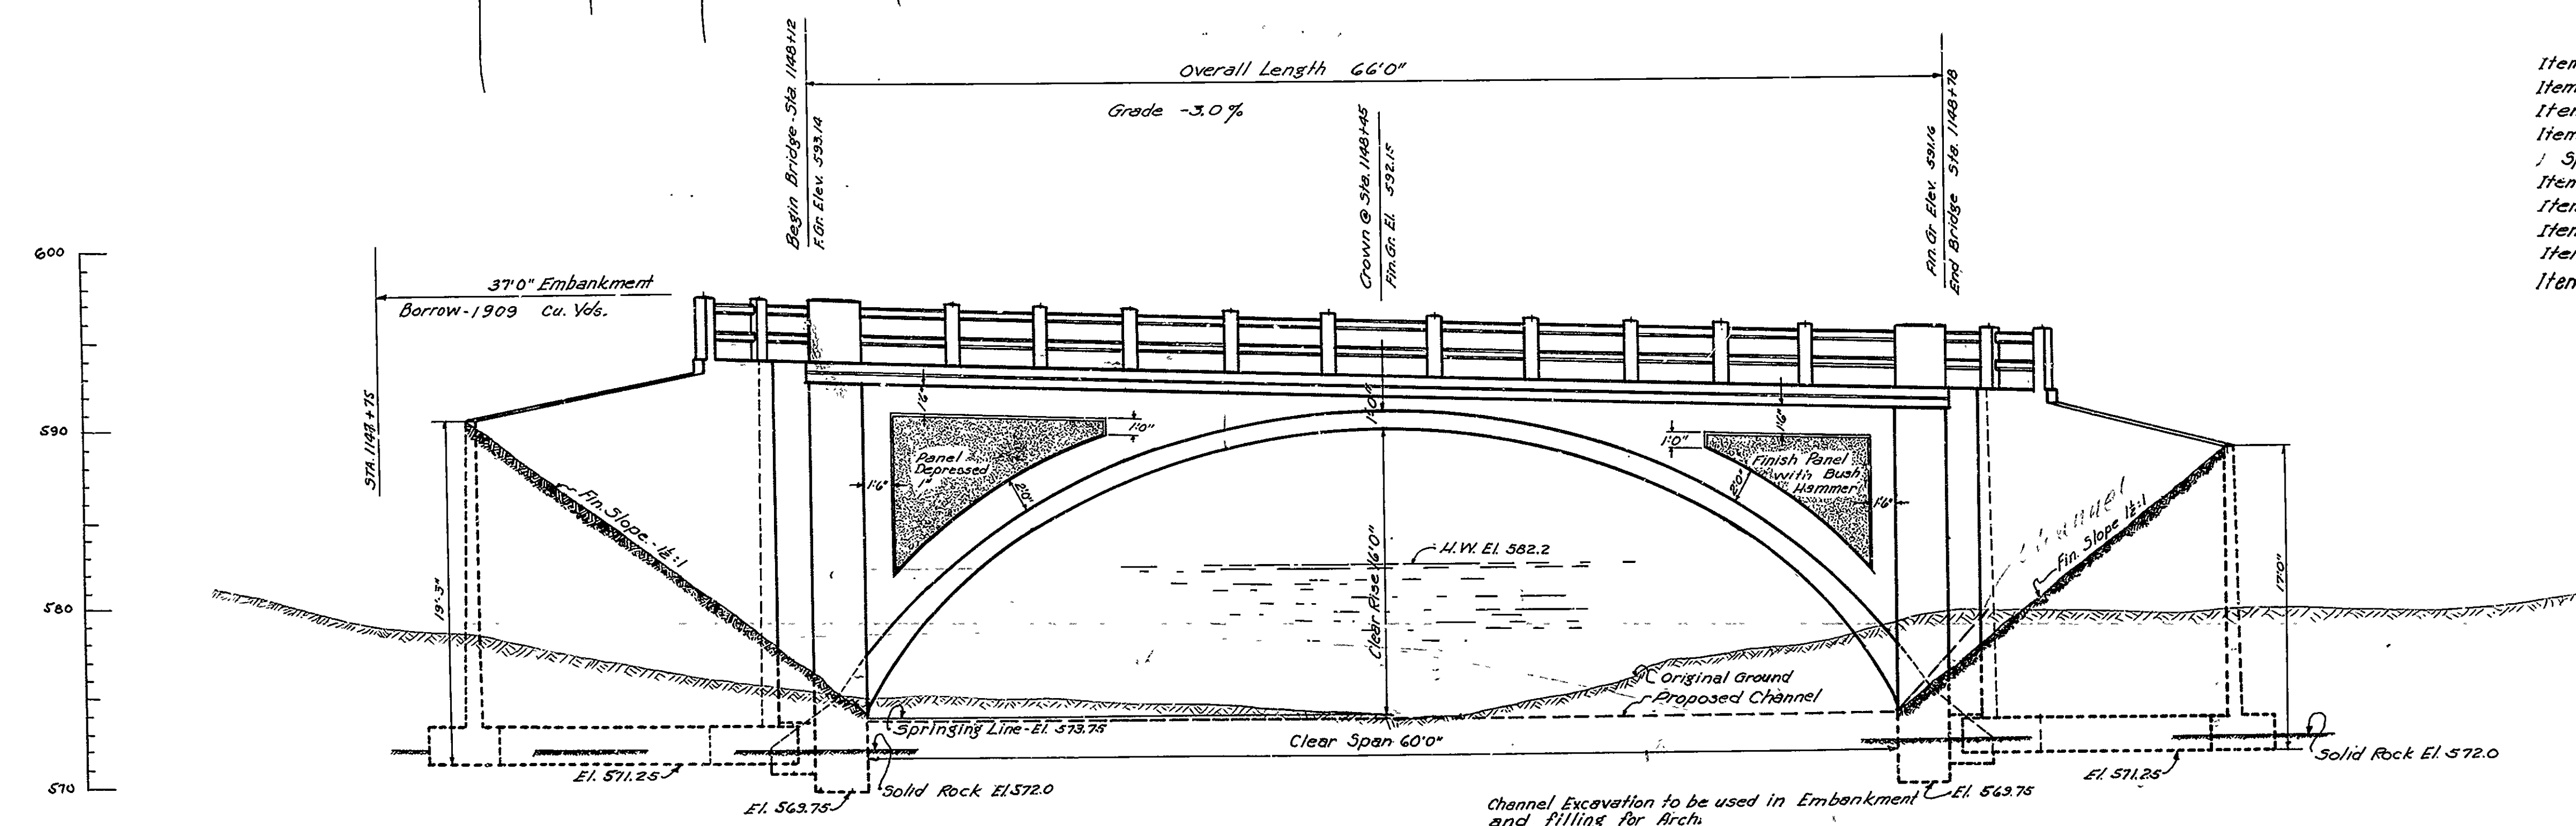 Overall Length 66'0"
Grade -3.0%
Begin Bridge - Sta. 1148+12
F.Gr. Elev. 593.14
Crown @ Sta. 1148+45
Fin.Gr. El. 592.15
Fin.Gr Elev. 591.16
End Bridge Sta. 1148+78
Item
Item
Item
Item
Item
Item
Item
Item
Item
600
590
580
570
37'0" Embankment
Borrow-1909 Cu. Yds.
STA. 1147+75
1'6"
1'0"
1'0"
1'6"
1'0"
Panel
Depressed
1"
1'6"
2'0"
Finish Panel
with Bush
Hammer
2'0"
1'6"
Fin. Slope - 1½:1
Fin. Slope 1½:1
H.W. El. 582.2
Clear Rise 16'0"
19'-3"
17'0"
Original Ground
Proposed Channel
Springing Line - El. 573.75
Clear Span 60'0"
El. 571.25
Solid Rock El. 572.0
El. 569.75
El. 571.25
Solid Rock El. 572.0
El. 569.75
Channel Excavation to be used in Embankment
and filling for Arch.